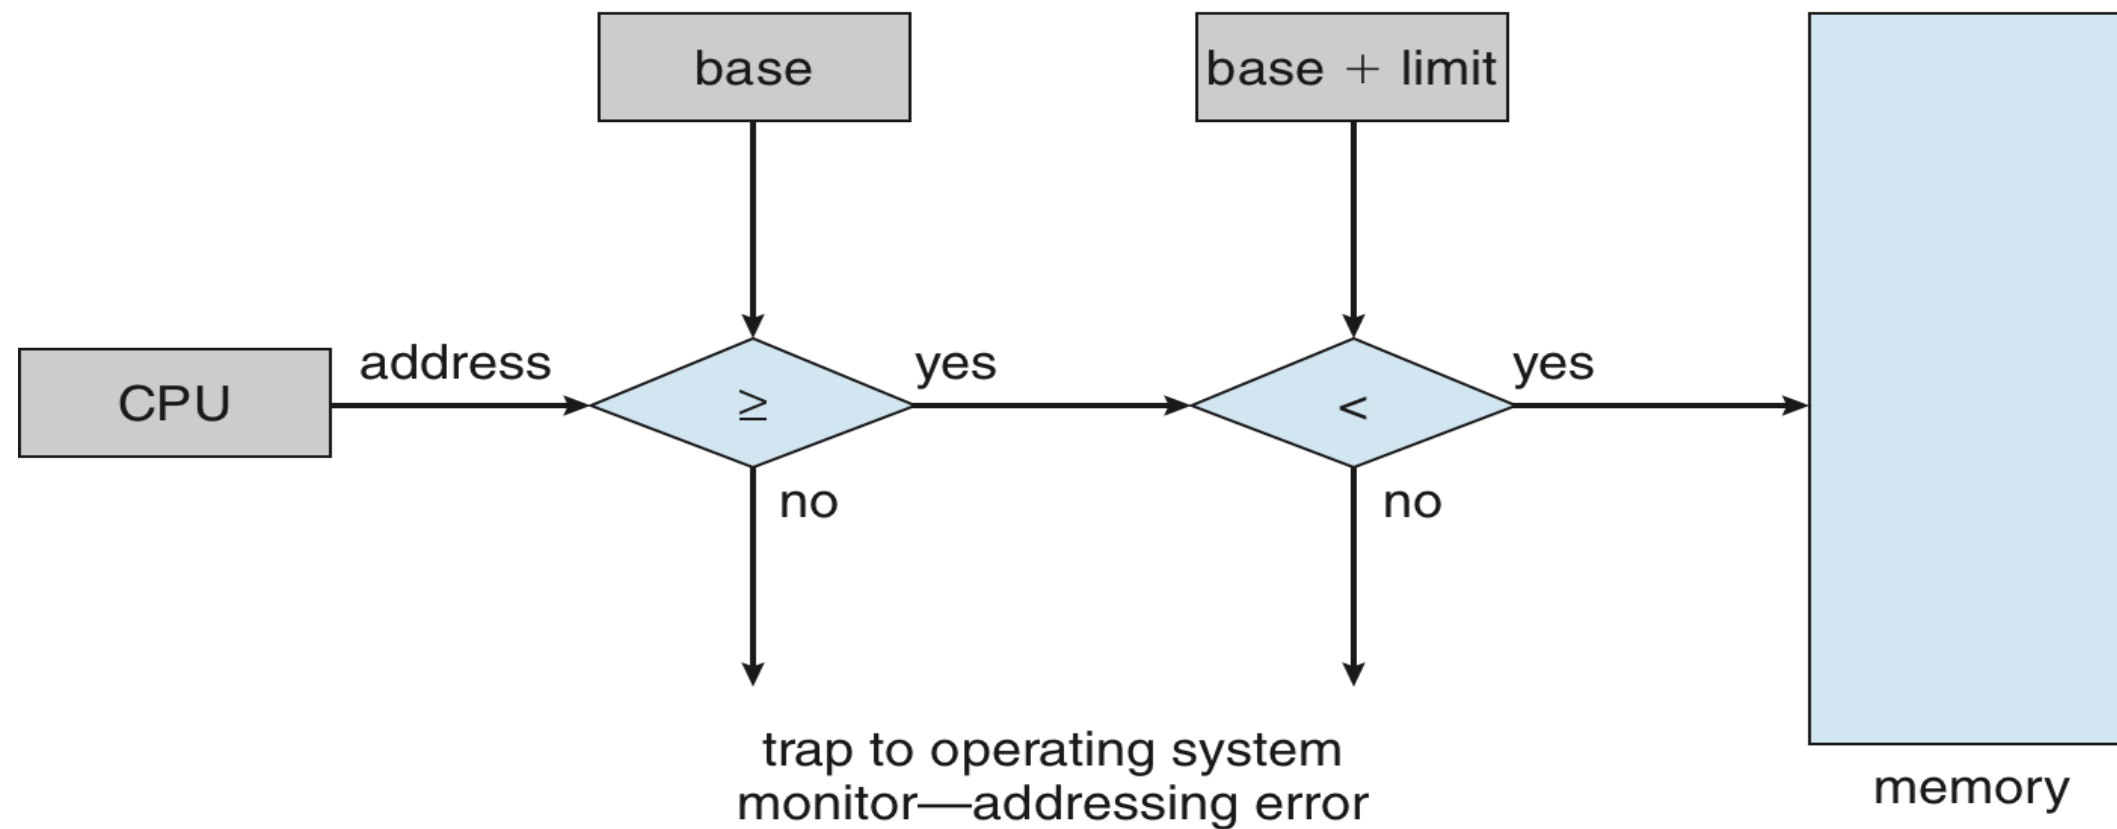 base
base + limit
CPU
address
≥
yes
<
yes
no
no
trap to operating system
monitor—addressing error
memory